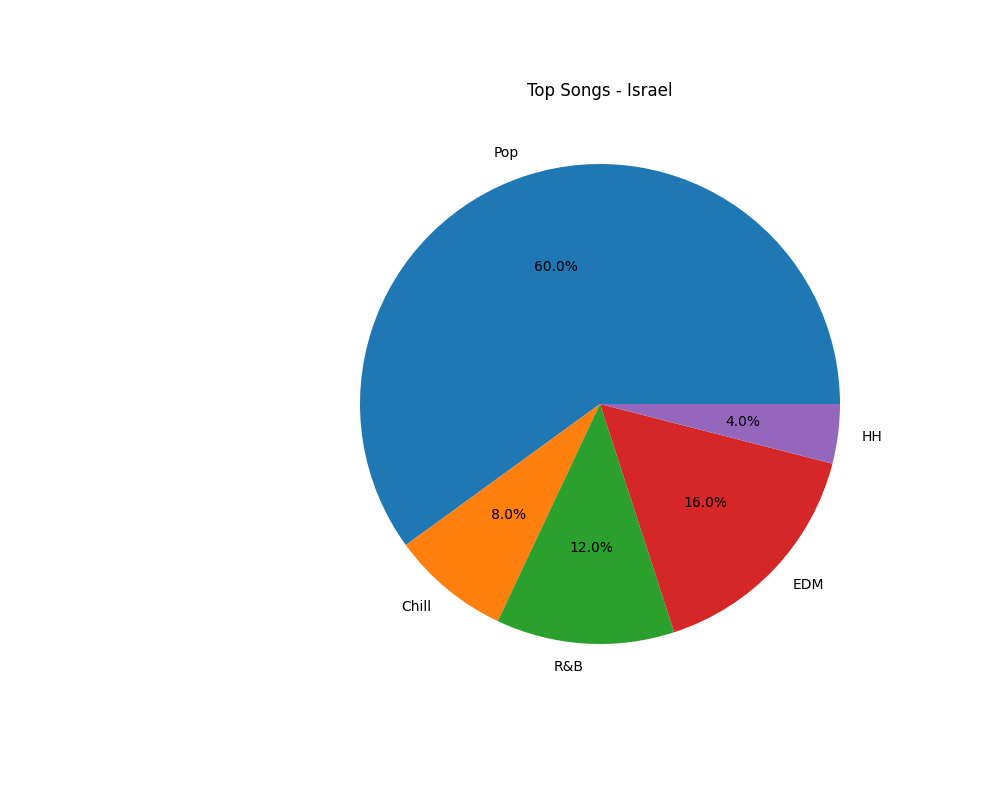 Top Songs - Israel
Pop
60.0%
4.0%
HH
16.0%
8.0%
12.0%
EDM
Chill
R&B